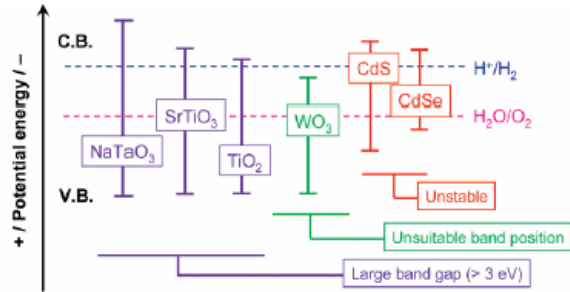 + / Potential energy / –
C.B.
V.B.
H⁺/H₂
H₂O/O₂
NaTaO₃
SrTiO₃
TiO₂
WO₃
CdS
CdSe
Unstable
Unsuitable band position
Large band gap (> 3 eV)